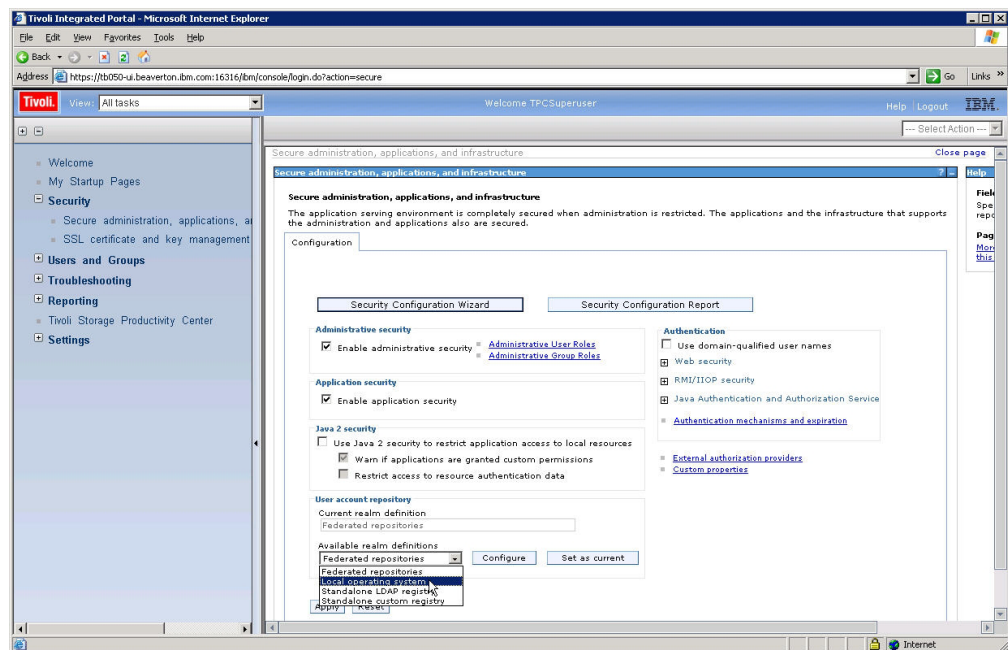 Tivoli Integrated Portal - Microsoft Internet Explorer
File Edit View Favorites Tools Help
Back
Address https://tb050-ui.beaverton.ibm.com:16316/ibm/console/login.do?action=secure Go Links »
Tivoli. View: All tasks Welcome TPCSuperuser Help Logout IBM.
--- Select Action ---
Welcome
My Startup Pages
Security
Secure administration, applications, a
SSL certificate and key management
Users and Groups
Troubleshooting
Reporting
Tivoli Storage Productivity Center
Settings
Secure administration, applications, and infrastructure Close page
Secure administration, applications, and infrastructure ? – Help
Secure administration, applications, and infrastructure
The application serving environment is completely secured when administration is restricted. The applications and the infrastructure that supports
the administration and applications also are secured.
Configuration
Security Configuration Wizard Security Configuration Report
Administrative security
Enable administrative security
Administrative User Roles
Administrative Group Roles
Application security
Enable application security
Java 2 security
Use Java 2 security to restrict application access to local resources
Warn if applications are granted custom permissions
Restrict access to resource authentication data
User account repository
Current realm definition
Federated repositories
Available realm definitions
Federated repositories Configure Set as current
Federated repositories
Local operating system
Standalone LDAP registry
Standalone custom registry
Apply Reset
Authentication
Use domain-qualified user names
Web security
RMI/IIOP security
Java Authentication and Authorization Service
Authentication mechanisms and expiration
External authorization providers
Custom properties
Fiel
Spe
repo
Pag
Mor
this
Internet